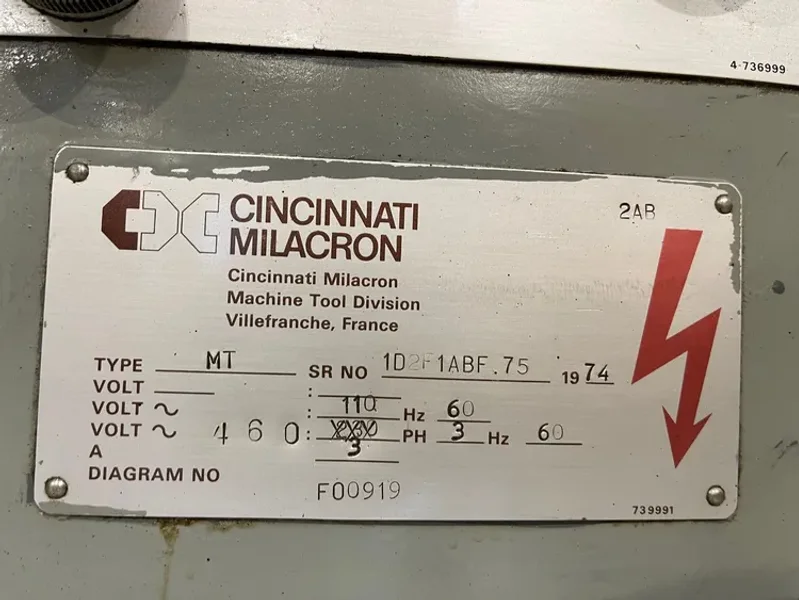 4-736999
2AB
CINCINNATI
MILACRON
Cincinnati Milacron
Machine Tool Division
Villefranche, France
TYPE MT SR NO 1D2F1ABF.75 1974
VOLT :
VOLT ~ : 110 Hz 60
VOLT ~ 460 : 230 PH 3 Hz 60
A 3
DIAGRAM NO F00919
739991